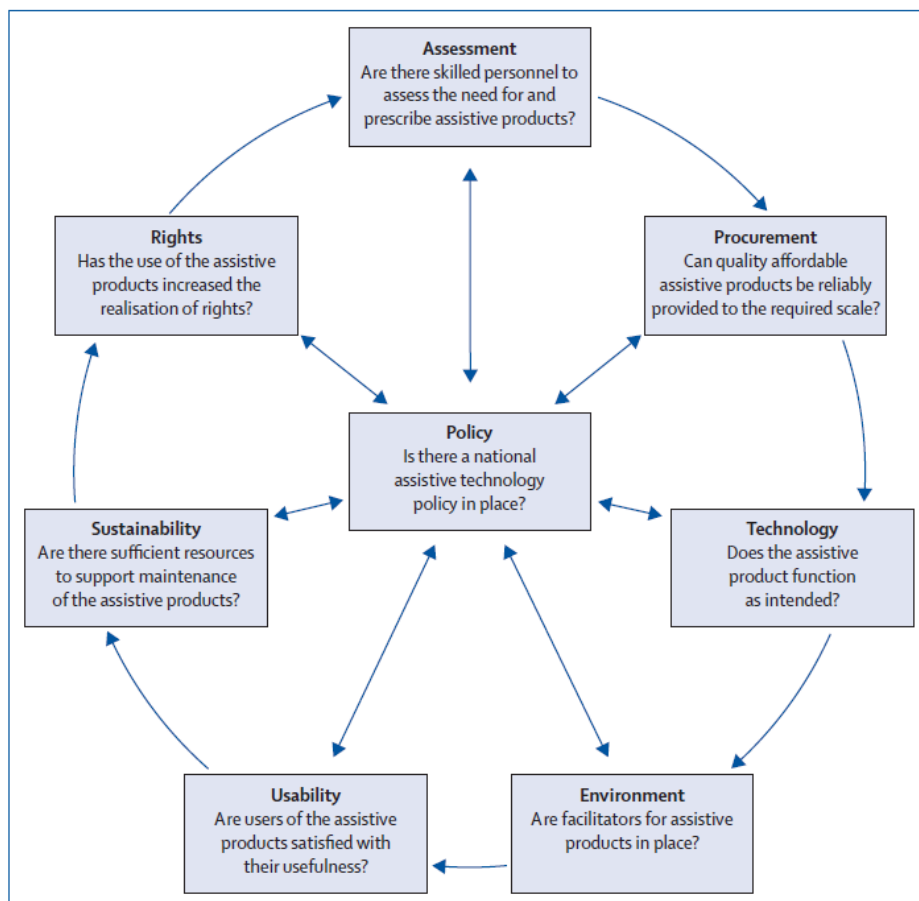 Assessment
Are there skilled personnel to
assess the need for and
prescribe assistive products?
Rights
Has the use of the assistive
products increased the
realisation of rights?
Procurement
Can quality affordable
assistive products be reliably
provided to the required scale?
Policy
Is there a national
assistive technology
policy in place?
Sustainability
Are there sufficient resources
to support maintenance
of the assistive products?
Technology
Does the assistive
product function
as intended?
Usability
Are users of the assistive
products satisfied with
their usefulness?
Environment
Are facilitators for assistive
products in place?